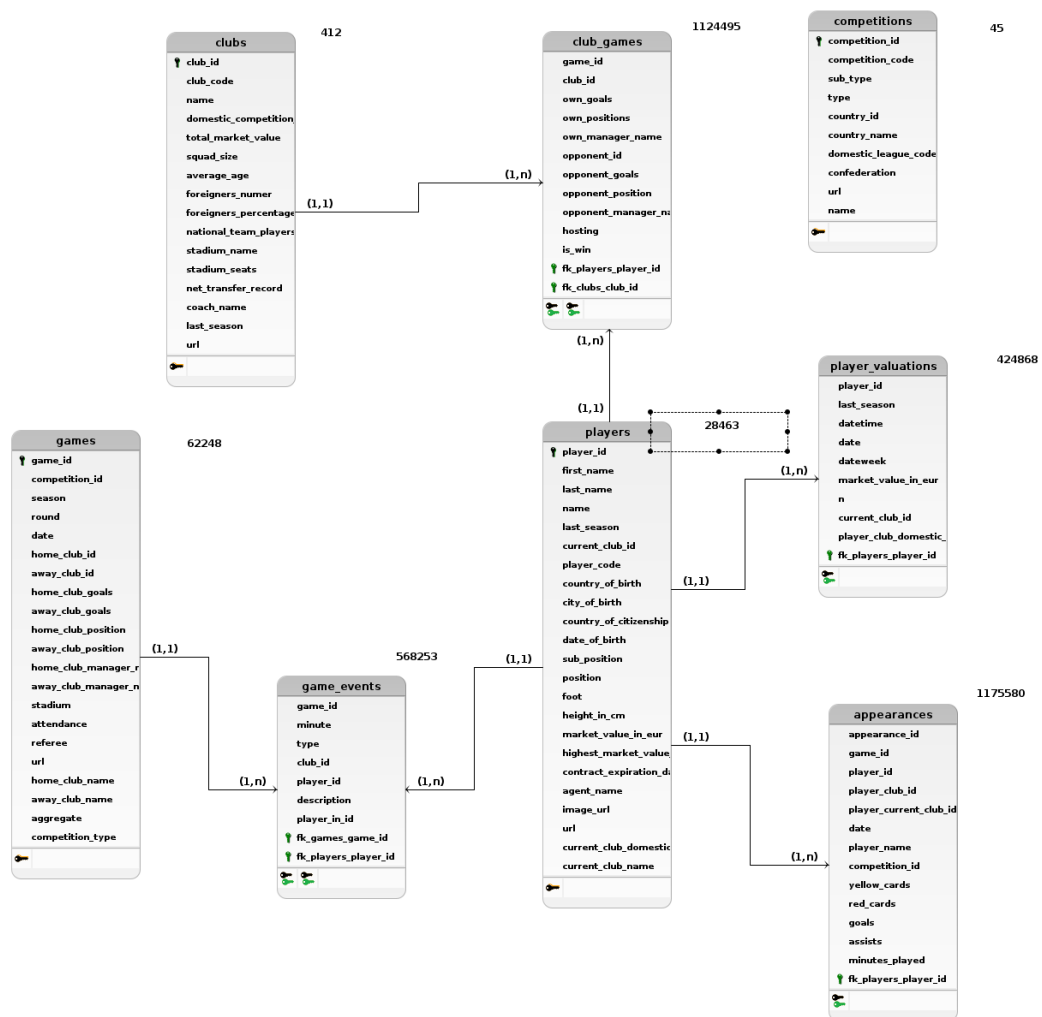 clubs
412
club_id
club_code
name
domestic_competition_
total_market_value
squad_size
average_age
foreigners_numer
foreigners_percentage
national_team_players
stadium_name
stadium_seats
net_transfer_record
coach_name
last_season
url
(1,1)
(1,n)
club_games
1124495
game_id
club_id
own_goals
own_positions
own_manager_name
opponent_id
opponent_goals
opponent_position
opponent_manager_na
hosting
is_win
fk_players_player_id
fk_clubs_club_id
(1,n)
(1,1)
competitions
45
competition_id
competition_code
sub_type
type
country_id
country_name
domestic_league_code
confederation
url
name
player_valuations
424868
player_id
last_season
datetime
date
dateweek
market_value_in_eur
n
current_club_id
player_club_domestic_
fk_players_player_id
games
62248
game_id
competition_id
season
round
date
home_club_id
away_club_id
home_club_goals
away_club_goals
home_club_position
away_club_position
home_club_manager_r
away_club_manager_n
stadium
attendance
referee
url
home_club_name
away_club_name
aggregate
competition_type
(1,1)
(1,n)
game_events
568253
game_id
minute
type
club_id
player_id
description
player_in_id
fk_games_game_id
fk_players_player_id
(1,1)
(1,n)
players
28463
player_id
first_name
last_name
name
last_season
current_club_id
player_code
country_of_birth
city_of_birth
country_of_citizenship
date_of_birth
sub_position
position
foot
height_in_cm
market_value_in_eur
highest_market_value_
contract_expiration_da
agent_name
image_url
url
current_club_domestic
current_club_name
(1,n)
(1,1)
(1,1)
(1,n)
appearances
1175580
appearance_id
game_id
player_id
player_club_id
player_current_club_id
date
player_name
competition_id
yellow_cards
red_cards
goals
assists
minutes_played
fk_players_player_id